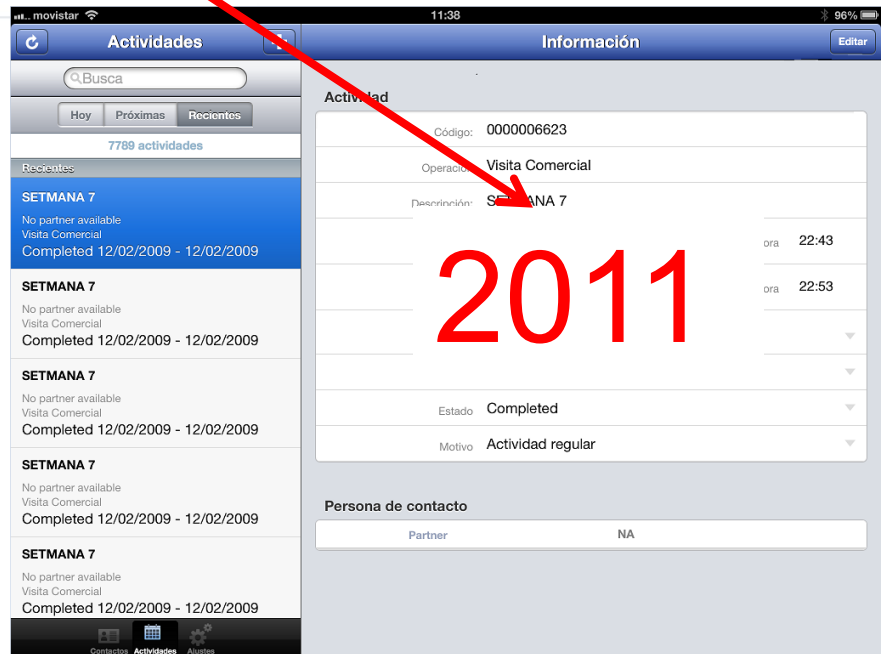 movistar 11:38 96%
Actividades
Información
Editar
Busca
Hoy Próximas Recientes
7789 actividades
Recientes
SETMANA 7
No partner available
Visita Comercial
Completed 12/02/2009 - 12/02/2009
SETMANA 7
No partner available
Visita Comercial
Completed 12/02/2009 - 12/02/2009
SETMANA 7
No partner available
Visita Comercial
Completed 12/02/2009 - 12/02/2009
SETMANA 7
No partner available
Visita Comercial
Completed 12/02/2009 - 12/02/2009
SETMANA 7
No partner available
Visita Comercial
Completed 12/02/2009 - 12/02/2009
Contactos Actividades Ajustes
Actividad
Código: 0000006623
Operación Visita Comercial
Descripción: SETMANA 7
ora 22:43
2011
ora 22:53
Estado Completed
Motivo Actividad regular
Persona de contacto
Partner NA